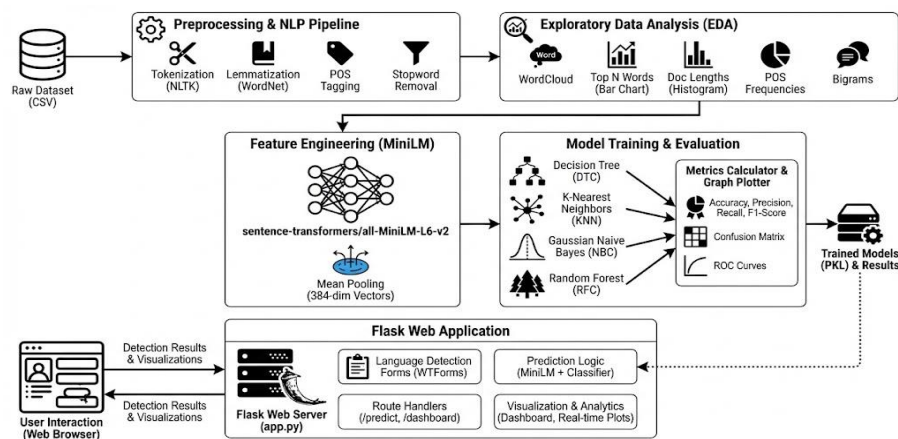 Preprocessing & NLP Pipeline
Tokenization
(NLTK)
Lemmatization
(WordNet)
POS
Tagging
Stopword
Removal
Raw Dataset
(CSV)
Exploratory Data Analysis (EDA)
Word
WordCloud
Top N Words
(Bar Chart)
Doc Lengths
(Histogram)
POS
Frequencies
Bigrams
Feature Engineering (MiniLM)
sentence-transformers/all-MiniLM-L6-v2
Mean Pooling
(384-dim Vectors)
Model Training & Evaluation
Decision Tree
(DTC)
K-Nearest
Neighbors
(KNN)
Gaussian Naive
Bayes (NBC)
Random Forest
(RFC)
Metrics Calculator &
Graph Plotter
Accuracy, Precision,
Recall, F1-Score
Confusion Matrix
ROC Curves
Trained Models
(PKL) & Results
Flask Web Application
User Interaction
(Web Browser)
Detection Results
& Visualizations
Detection Results
& Visualizations
Flask Web Server
(app.py)
Language Detection
Forms (WTForms)
Prediction Logic
(MiniLM + Classifier)
Route Handlers
(/predict, /dashboard)
Visualization & Analytics
(Dashboard, Real-time Plots)